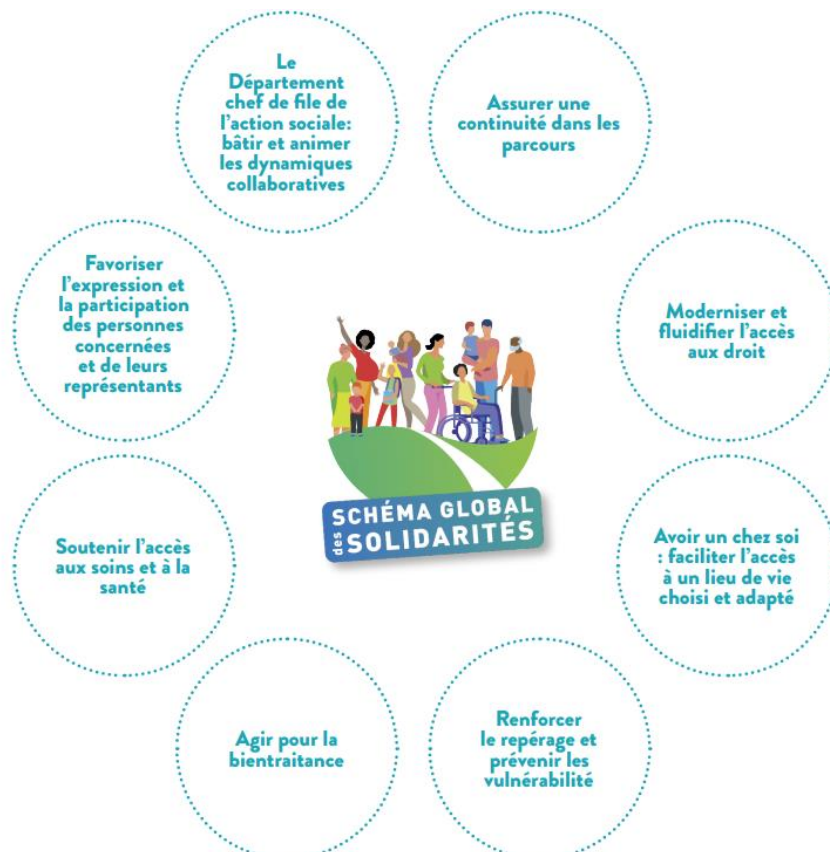 Le
Département
chef de file de
l'action sociale:
bâtir et animer
les dynamiques
collaboratives
Assurer une
continuité dans les
parcours
Favoriser
l'expression et
la participation
des personnes
concernées
et de leurs
représentants
Moderniser et
fluidifier l'accès
aux droit
SCHÉMA GLOBAL
des SOLIDARITÉS
Soutenir l'accès
aux soins et à la
santé
Avoir un chez soi
: faciliter l'accès
à un lieu de vie
choisi et adapté
Agir pour la
bientraitance
Renforcer
le repérage et
prévenir les
vulnérabilité